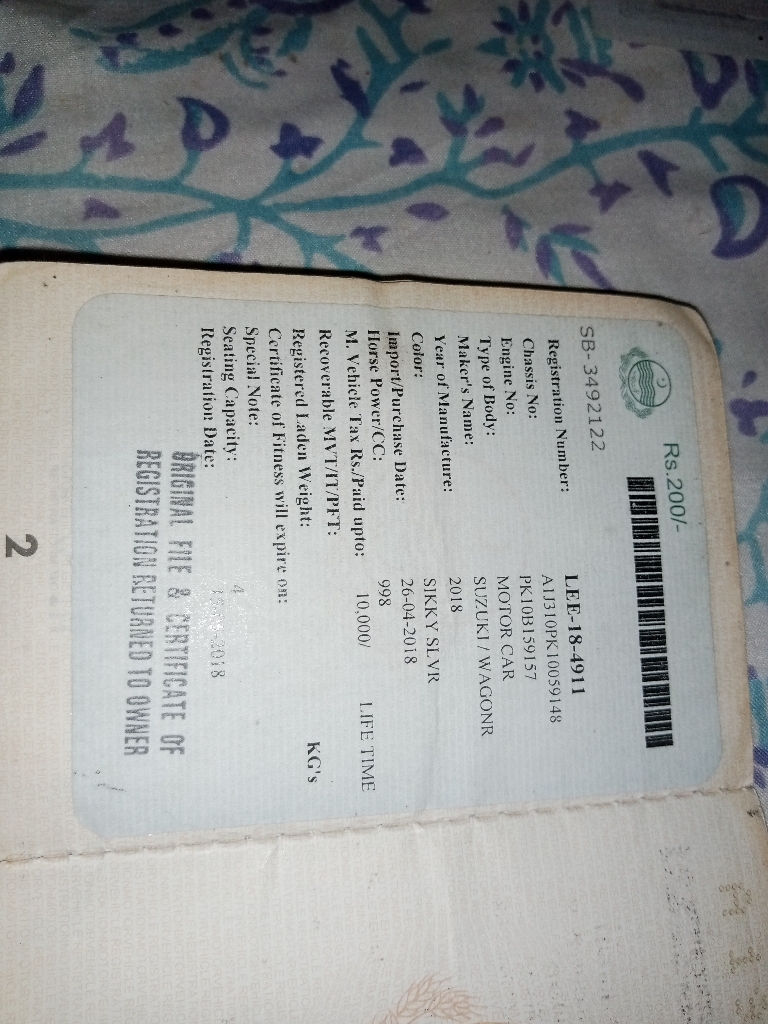 Rs.200/-
SB-3492122
Registration Number: LEE-18-4911
Chassis No: A1J310PK10059148
Engine No: PK10B159157
Type of Body: MOTOR CAR
Maker's Name: SUZUKI / WAGONR
Year of Manufacture: 2018
Color: SIKKY SLVR
Import/Purchase Date: 26-04-2018
Horse Power/CC: 998
M. Vehicle Tax Rs./Paid upto: 10,000/ LIFE TIME
Recoverable MVT/IT/PFT:
Registered Laden Weight: KG's
Certificate of Fitness will expire on:
Special Note:
Seating Capacity: 4
Registration Date:
ORIGINAL FILE & CERTIFICATE OF
REGISTRATION RETURNED TO OWNER
2